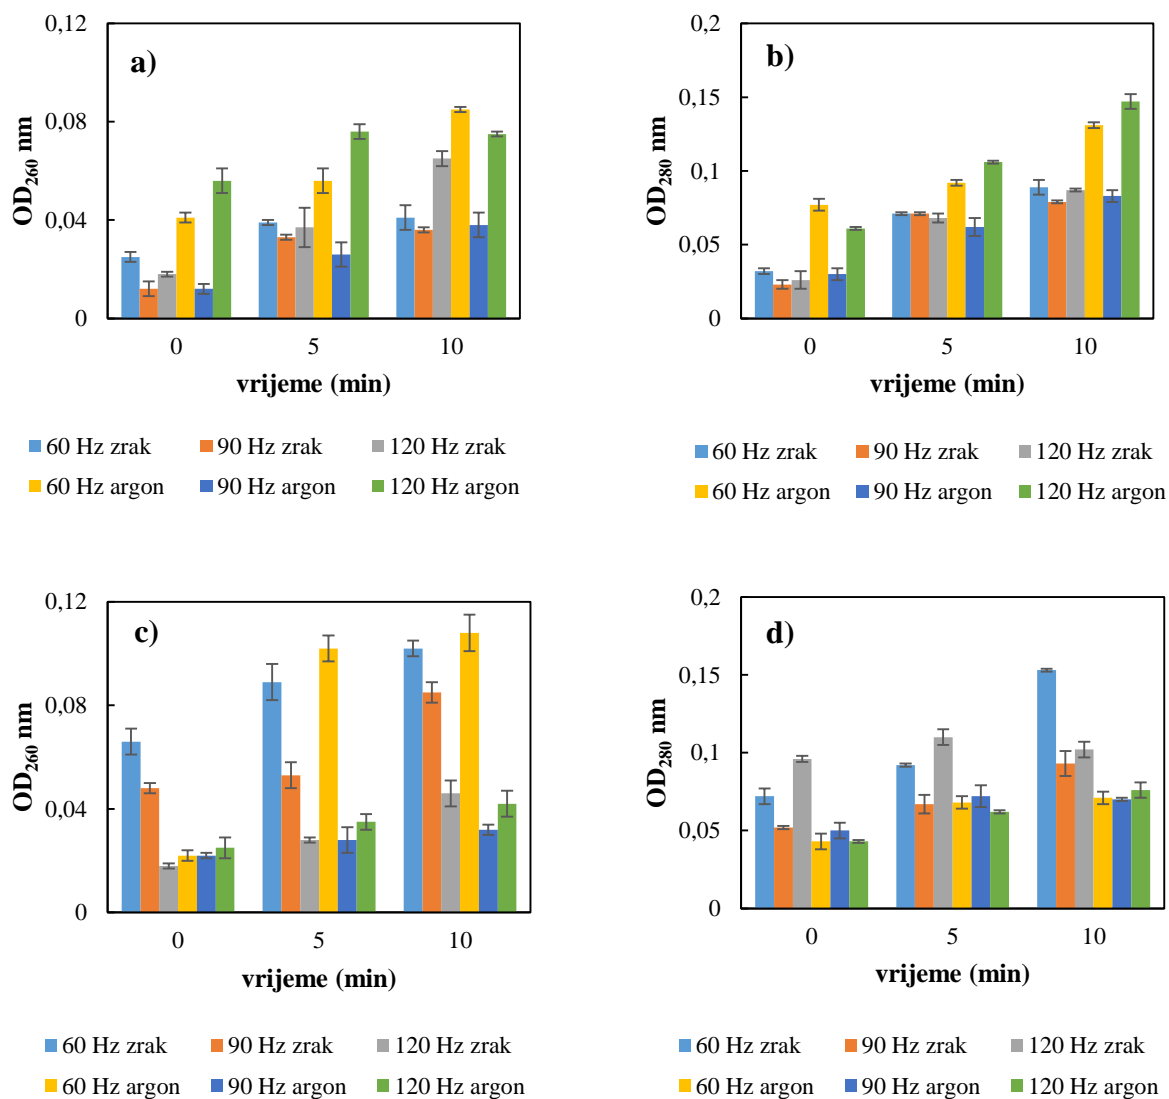 a)
0,12
0,08
0,04
0
OD260 nm
0 5 10
vrijeme (min)
60 Hz zrak 90 Hz zrak 120 Hz zrak
60 Hz argon 90 Hz argon 120 Hz argon
b)
0,2
0,15
0,1
0,05
0
OD280 nm
0 5 10
vrijeme (min)
60 Hz zrak 90 Hz zrak 120 Hz zrak
60 Hz argon 90 Hz argon 120 Hz argon
c)
0,12
0,08
0,04
0
OD260 nm
0 5 10
vrijeme (min)
60 Hz zrak 90 Hz zrak 120 Hz zrak
60 Hz argon 90 Hz argon 120 Hz argon
d)
0,2
0,15
0,1
0,05
0
OD280 nm
0 5 10
vrijeme (min)
60 Hz zrak 90 Hz zrak 120 Hz zrak
60 Hz argon 90 Hz argon 120 Hz argon